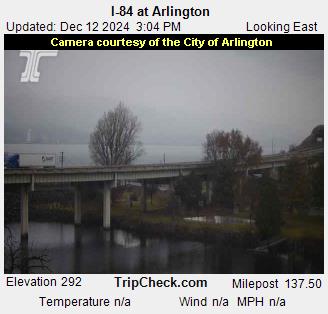 I-84 at Arlington
Updated: Dec 12 2024 3:04 PM Looking East
Camera courtesy of the City of Arlington
Elevation 292 TripCheck.com Milepost 137.50
Temperature n/a Wind n/a MPH n/a